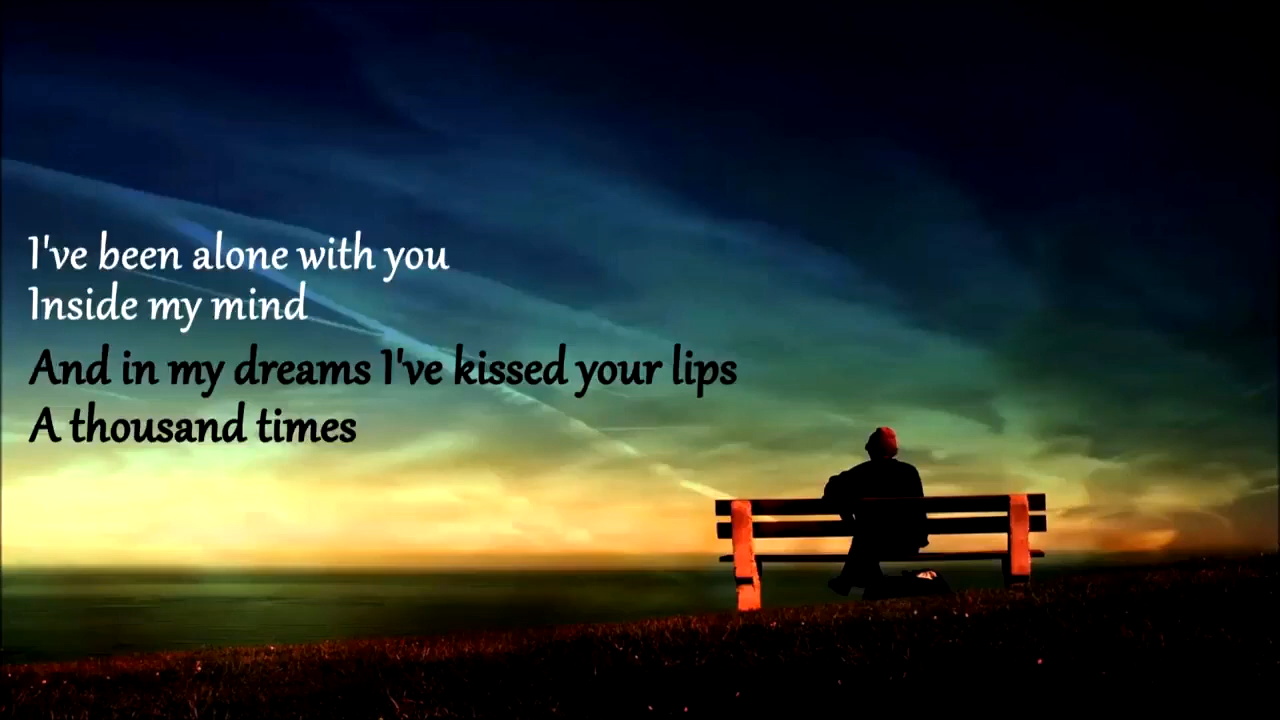 I've been alone with you
Inside my mind
And in my dreams I've kissed your lips
A thousand times